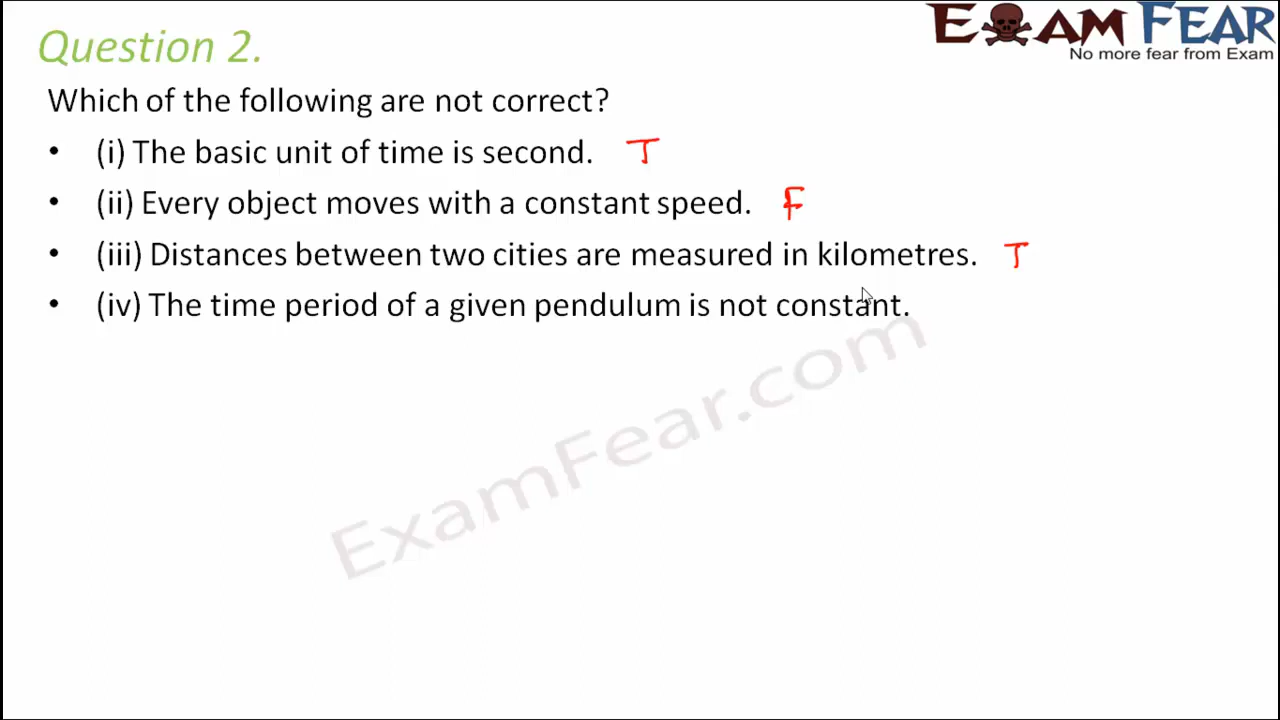 Question 2.
EXAM FEAR
No more fear from Exam
Which of the following are not correct?
• (i) The basic unit of time is second. T
• (ii) Every object moves with a constant speed. F
• (iii) Distances between two cities are measured in kilometres. T
• (iv) The time period of a given pendulum is not constant.
ExamFear.com